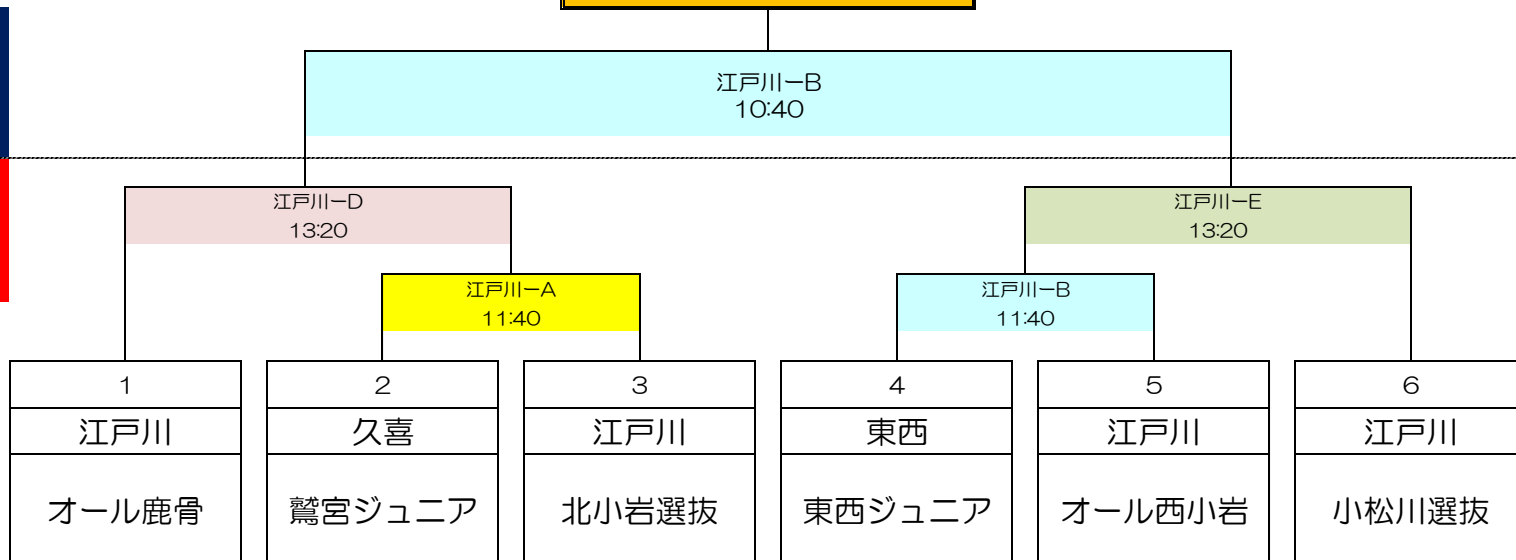 江戸川ーB
10:40
江戸川ーD
13:20
江戸川ーE
13:20
江戸川ーA
11:40
江戸川ーB
11:40
1 2 3 4 5 6
江戸川 久喜 江戸川 東西 江戸川 江戸川
オール鹿骨 鷲宮ジュニア 北小岩選抜 東西ジュニア オール西小岩 小松川選抜